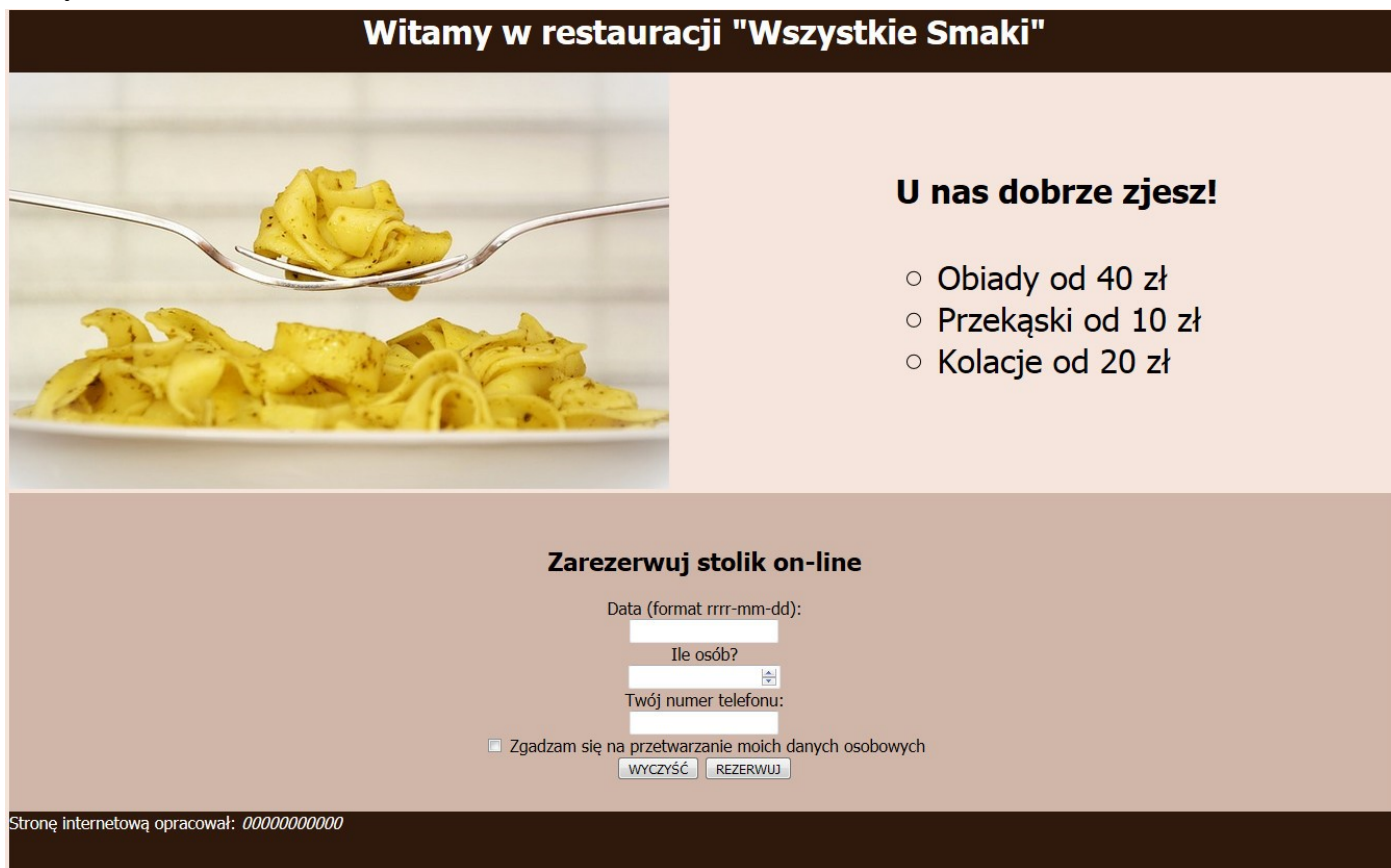 Witamy w restauracji "Wszystkie Smaki"
U nas dobrze zjesz!
Obiady od 40 zł
Przekąski od 10 zł
Kolacje od 20 zł
Zarezerwuj stolik on-line
Data (format rrrr-mm-dd):
Ile osób?
Twój numer telefonu:
Zgadzam się na przetwarzanie moich danych osobowych
WYCZYŚĆ REZERWUJ
Stronę internetową opracował: 00000000000